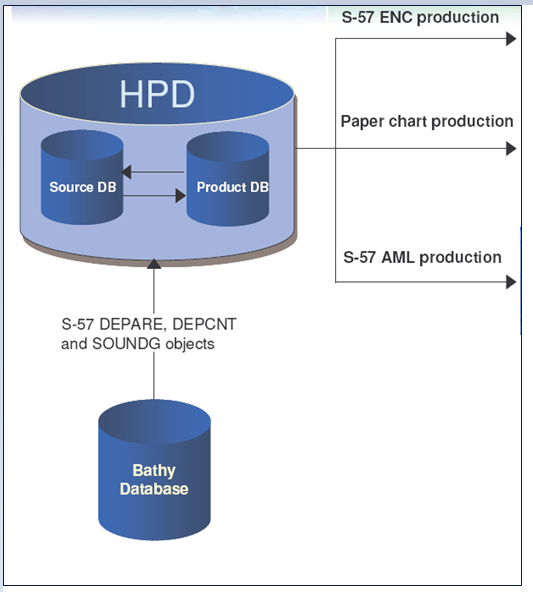 S-57 ENC production
HPD
Paper chart production
Source DB
Product DB
S-57 AML production
S-57 DEPARE, DEPCNT
and SOUNDG objects
Bathy
Database